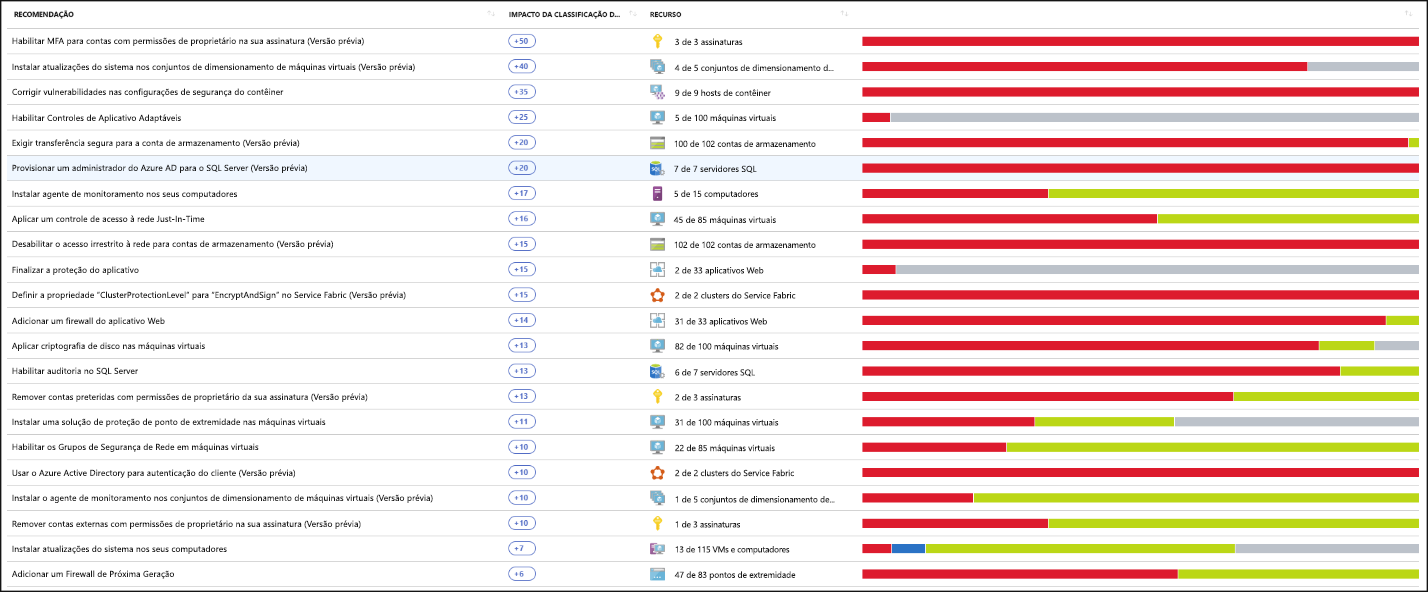 RECOMENDAÇÃO IMPACTO DA CLASSIFICAÇÃO D... RECURSO
Habilitar MFA para contas com permissões de proprietário na sua assinatura (Versão prévia) +50 3 de 3 assinaturas
Instalar atualizações do sistema nos conjuntos de dimensionamento de máquinas virtuais (Versão prévia) +40 4 de 5 conjuntos de dimensionamento d...
Corrigir vulnerabilidades nas configurações de segurança do contêiner +35 9 de 9 hosts de contêiner
Habilitar Controles de Aplicativo Adaptáveis +25 5 de 100 máquinas virtuais
Exigir transferência segura para a conta de armazenamento (Versão prévia) +20 100 de 102 contas de armazenamento
Provisionar um administrador do Azure AD para o SQL Server (Versão prévia) +20 7 de 7 servidores SQL
Instalar agente de monitoramento nos seus computadores +17 5 de 15 computadores
Aplicar um controle de acesso à rede Just-In-Time +16 45 de 85 máquinas virtuais
Desabilitar o acesso irrestrito à rede para contas de armazenamento (Versão prévia) +15 102 de 102 contas de armazenamento
Finalizar a proteção do aplicativo +15 2 de 33 aplicativos Web
Definir a propriedade "ClusterProtectionLevel" para "EncryptAndSign" no Service Fabric (Versão prévia) +15 2 de 2 clusters do Service Fabric
Adicionar um firewall do aplicativo Web +14 31 de 33 aplicativos Web
Aplicar criptografia de disco nas máquinas virtuais +13 82 de 100 máquinas virtuais
Habilitar auditoria no SQL Server +13 6 de 7 servidores SQL
Remover contas preteridas com permissões de proprietário da sua assinatura (Versão prévia) +13 2 de 3 assinaturas
Instalar uma solução de proteção de ponto de extremidade nas máquinas virtuais +11 31 de 100 máquinas virtuais
Habilitar os Grupos de Segurança de Rede em máquinas virtuais +10 22 de 85 máquinas virtuais
Usar o Azure Active Directory para autenticação do cliente (Versão prévia) +10 2 de 2 clusters do Service Fabric
Instalar o agente de monitoramento nos conjuntos de dimensionamento de máquinas virtuais (Versão prévia) +10 1 de 5 conjuntos de dimensionamento de...
Remover contas externas com permissões de proprietário na sua assinatura (Versão prévia) +10 1 de 3 assinaturas
Instalar atualizações do sistema nos seus computadores +7 13 de 115 VMs e computadores
Adicionar um Firewall de Próxima Geração +6 47 de 83 pontos de extremidade